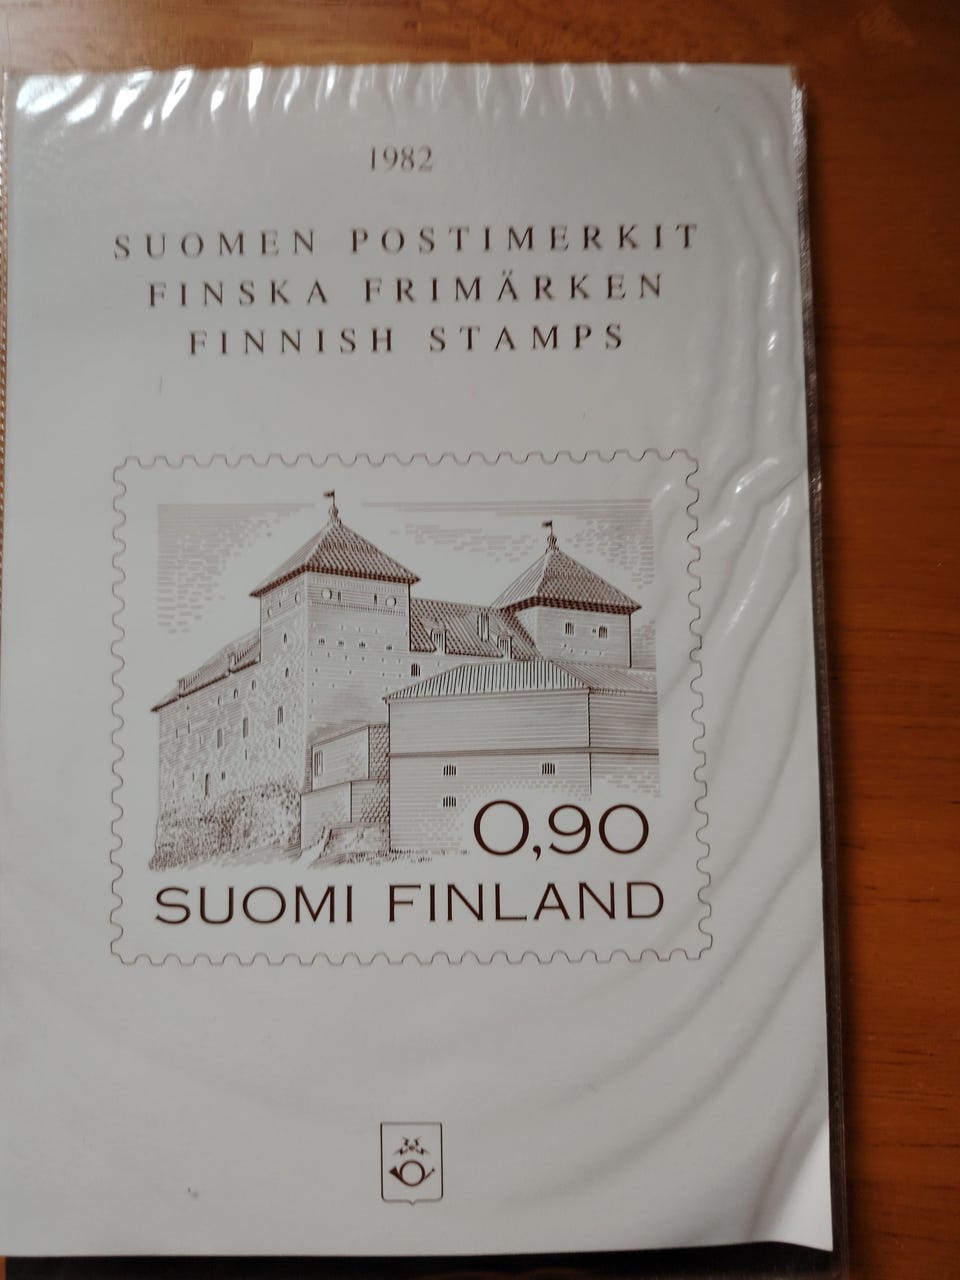 1982
SUOMEN POSTIMERKIT
FINSKA FRIMÄRKEN
FINNISH STAMPS
0,90
SUOMI FINLAND